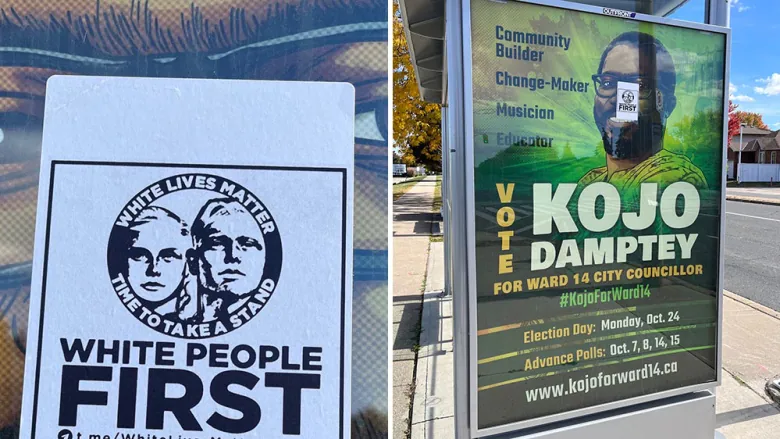 WHITE LIVES MATTER
TIME TO TAKE A STAND
WHITE PEOPLE
FIRST
OUTFRONT
Community
Builder
Change-Maker
Musician
Educator
FIRST
VOTE
KOJO
DAMPTEY
FOR WARD 14 CITY COUNCILLOR
#KojoForWard14
Election Day: Monday, Oct. 24
Advance Polls: Oct. 7, 8, 14, 15
www.kojoforward14.ca